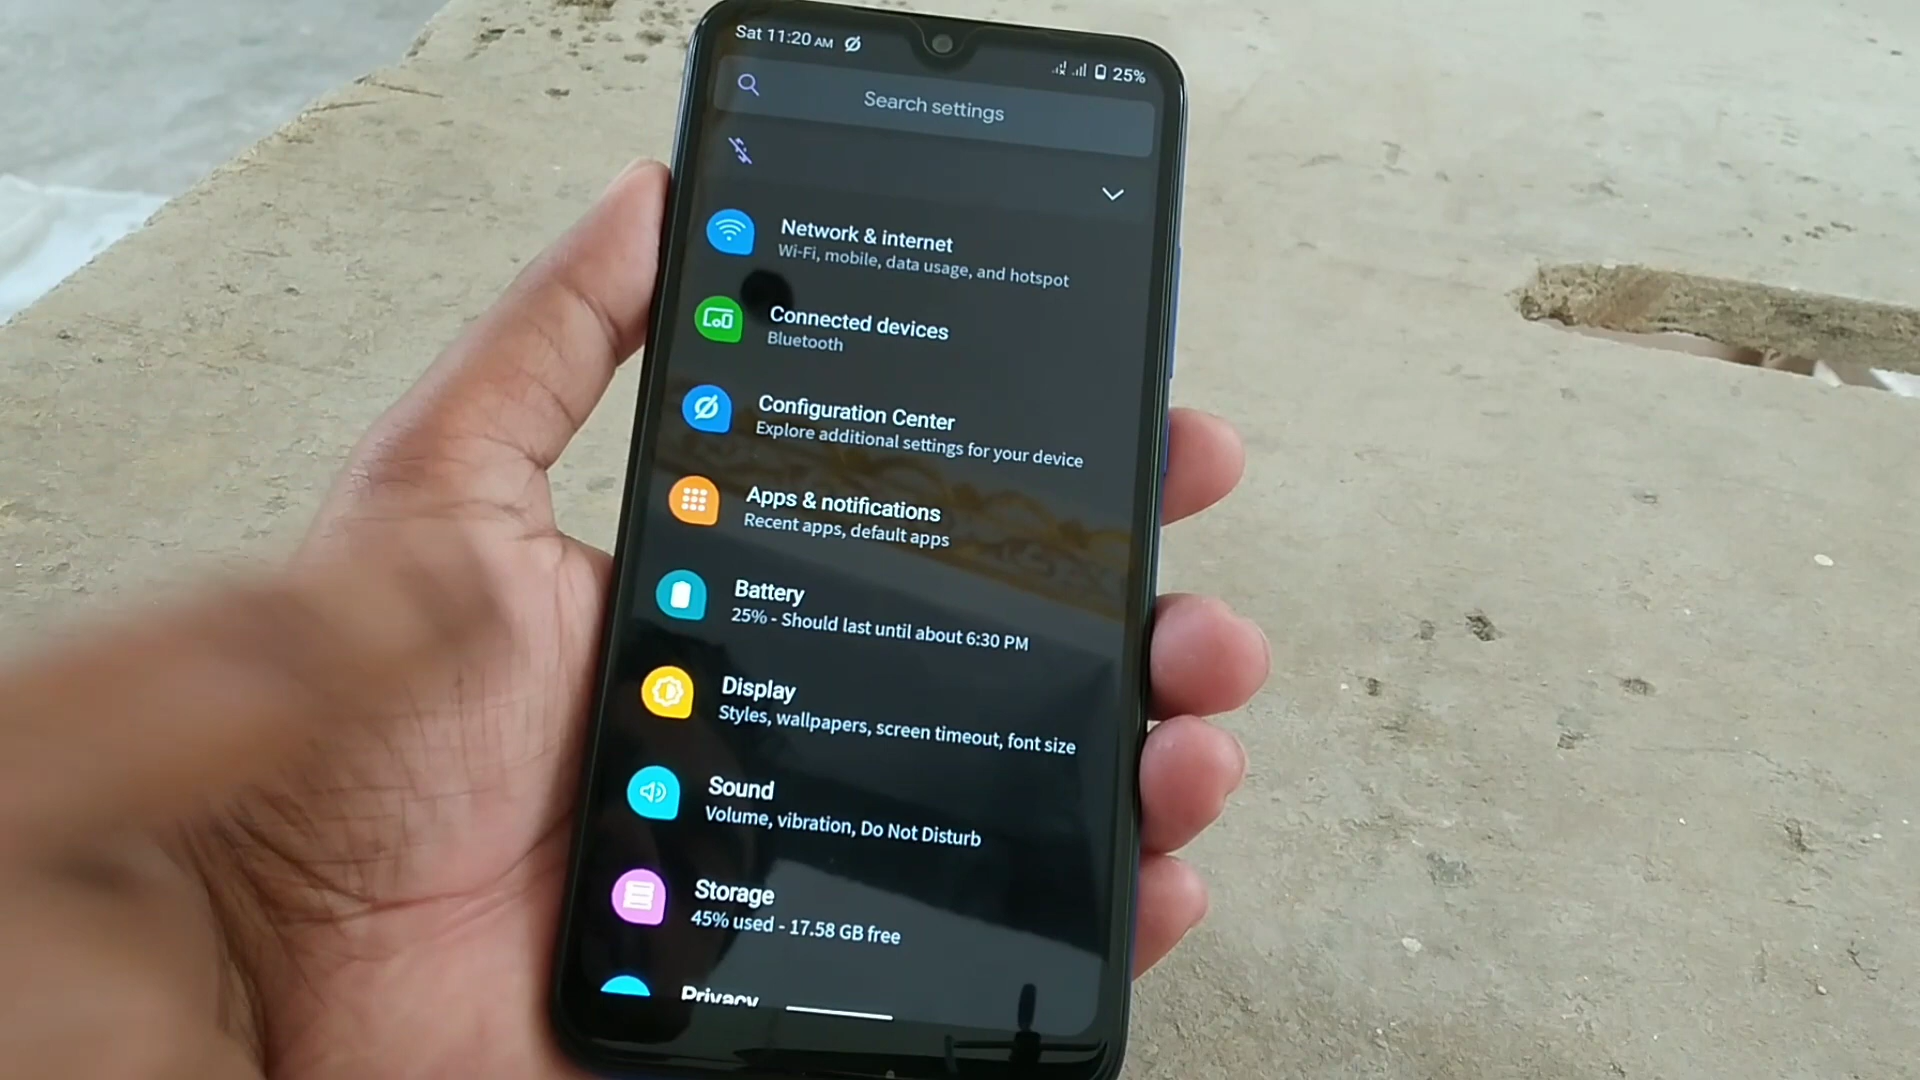 Sat 11:20 AM 25%
Search settings
Network & internet
Wi-Fi, mobile, data usage, and hotspot
Connected devices
Bluetooth
Configuration Center
Explore additional settings for your device
Apps & notifications
Recent apps, default apps
Battery
25% - Should last until about 6:30 PM
Display
Styles, wallpapers, screen timeout, font size
Sound
Volume, vibration, Do Not Disturb
Storage
45% used - 17.58 GB free
Privacy